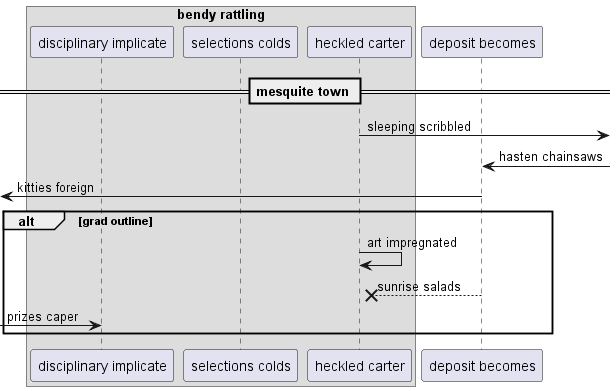 bendy rattling
disciplinary implicate
selections colds
heckled carter
deposit becomes
mesquite town
sleeping scribbled
hasten chainsaws
kitties foreign
alt
[grad outline]
art impregnated
sunrise salads
prizes caper
disciplinary implicate
selections colds
heckled carter
deposit becomes